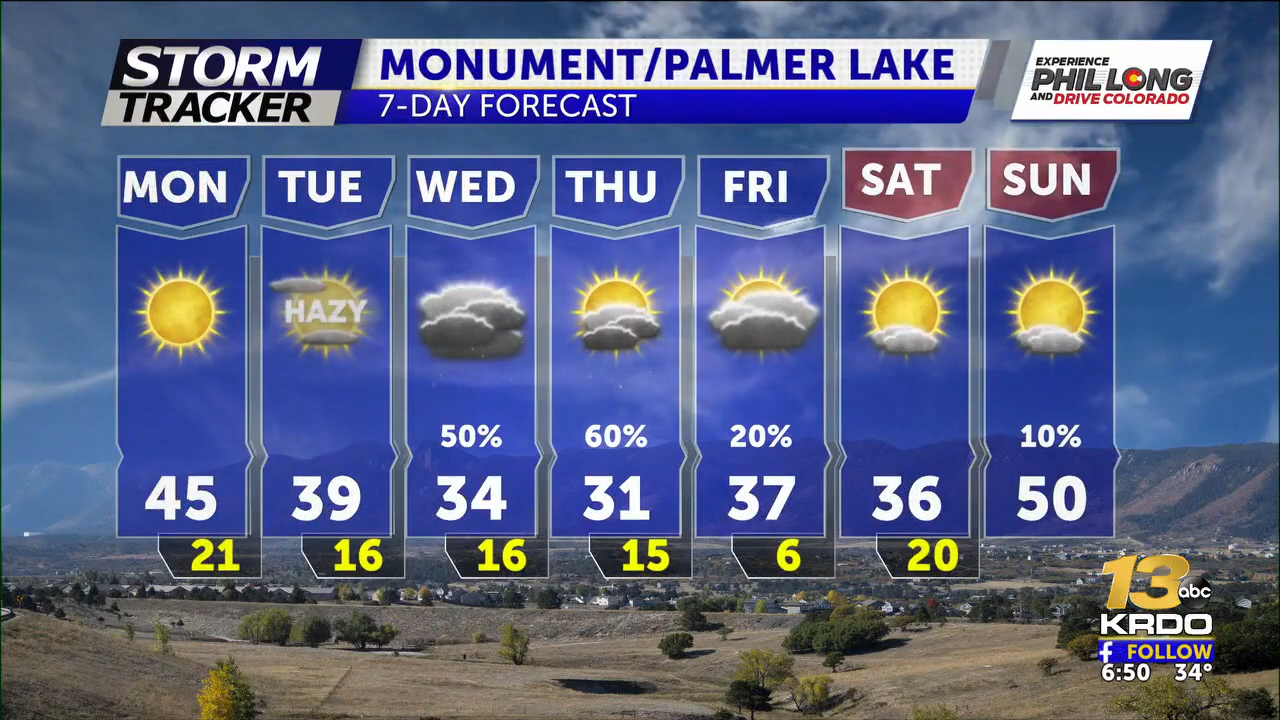 STORM
TRACKER
MONUMENT/PALMER LAKE
7-DAY FORECAST
EXPERIENCE
PHIL LONG
AND DRIVE COLORADO
MON TUE WED THU FRI SAT SUN
HAZY
50% 60% 20% 10%
45 39 34 31 37 36 50
21 16 16 15 6 20
13 abc
KRDO
f FOLLOW
6:50 34°